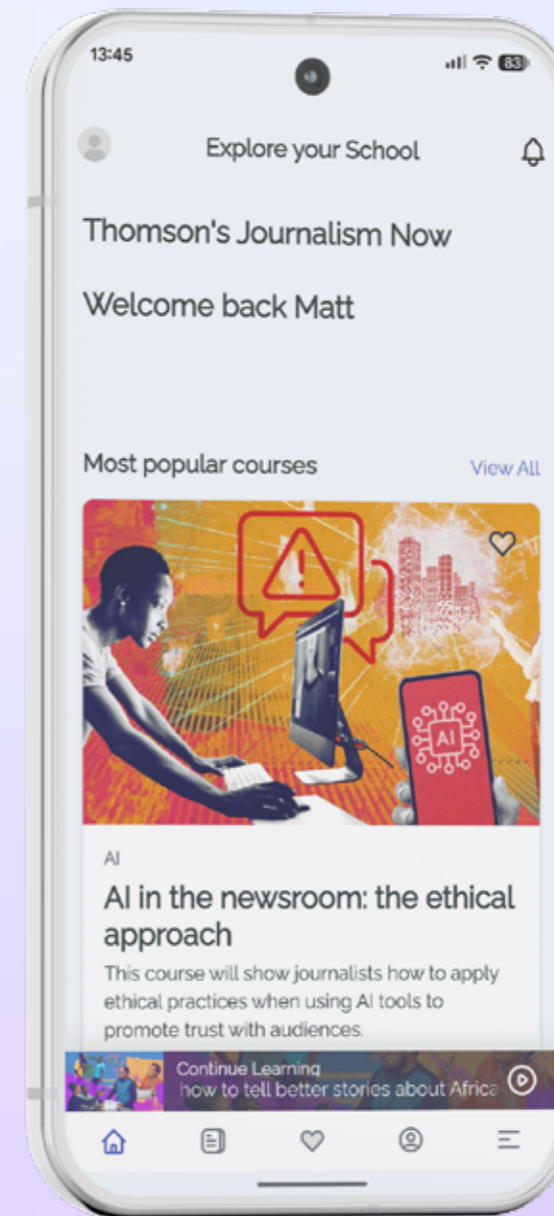 13:45
83
Explore your School
Thomson's Journalism Now
Welcome back Matt
Most popular courses
View All
AI
AI
AI in the newsroom: the ethical
approach
This course will show journalists how to apply
ethical practices when using AI tools to
promote trust with audiences.
Continue Learning
how to tell better stories about Africa